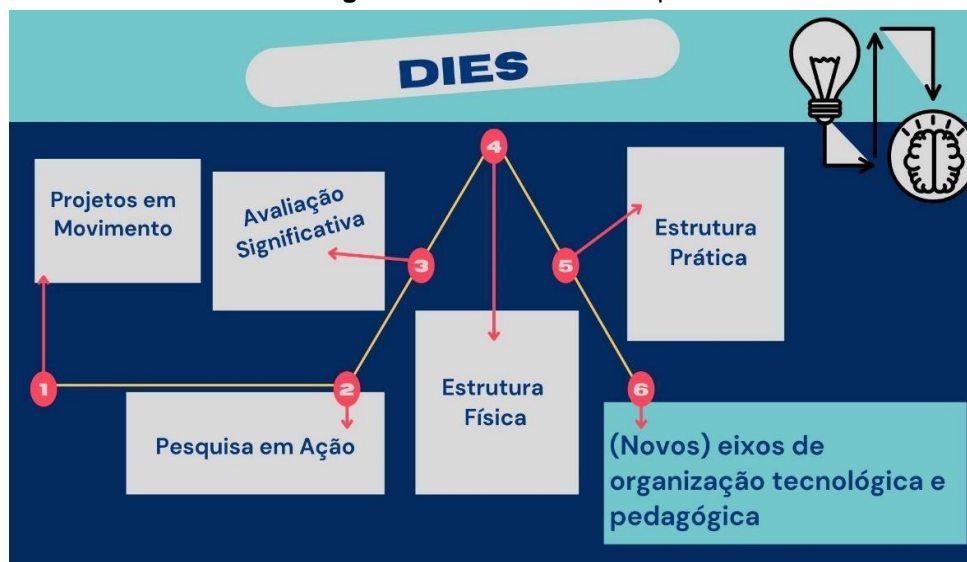 DIES
1
Projetos em
Movimento
2
Pesquisa em Ação
3
Avaliação
Significativa
4
Estrutura
Física
5
Estrutura
Prática
6
(Novos) eixos de
organização tecnológica e
pedagógica